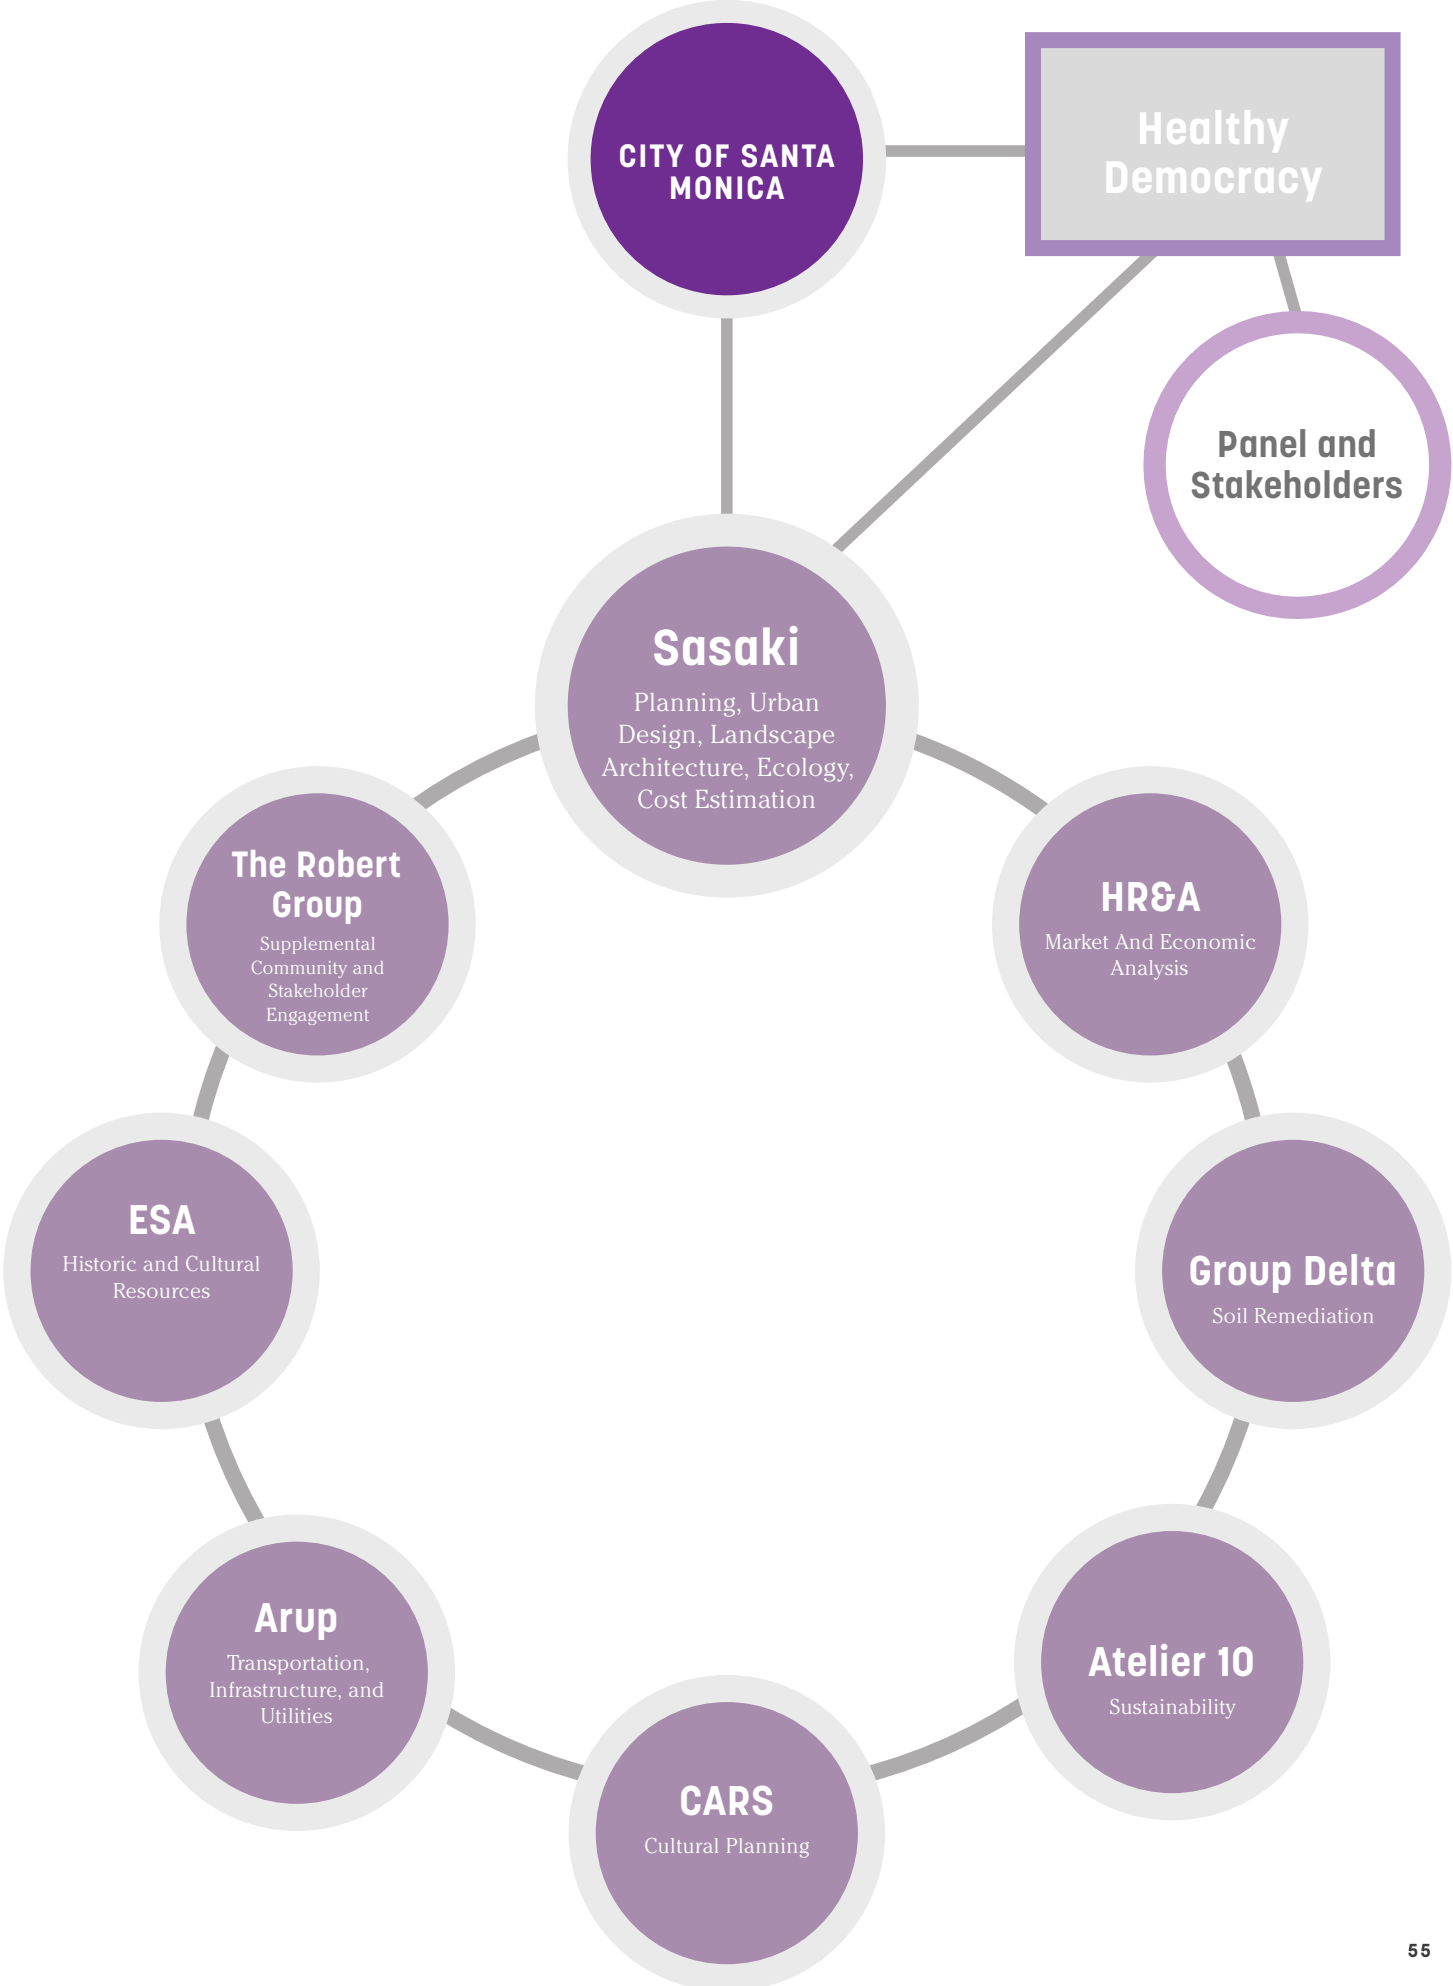 CITY OF SANTA
MONICA
Healthy
Democracy
Panel and
Stakeholders
Sasaki
Planning, Urban
Design, Landscape
Architecture, Ecology,
Cost Estimation
The Robert
Group
Supplemental
Community and
Stakeholder
Engagement
HR&A
Market And Economic
Analysis
ESA
Historic and Cultural
Resources
Group Delta
Soil Remediation
Arup
Transportation,
Infrastructure, and
Utilities
Atelier 10
Sustainability
CARS
Cultural Planning
55